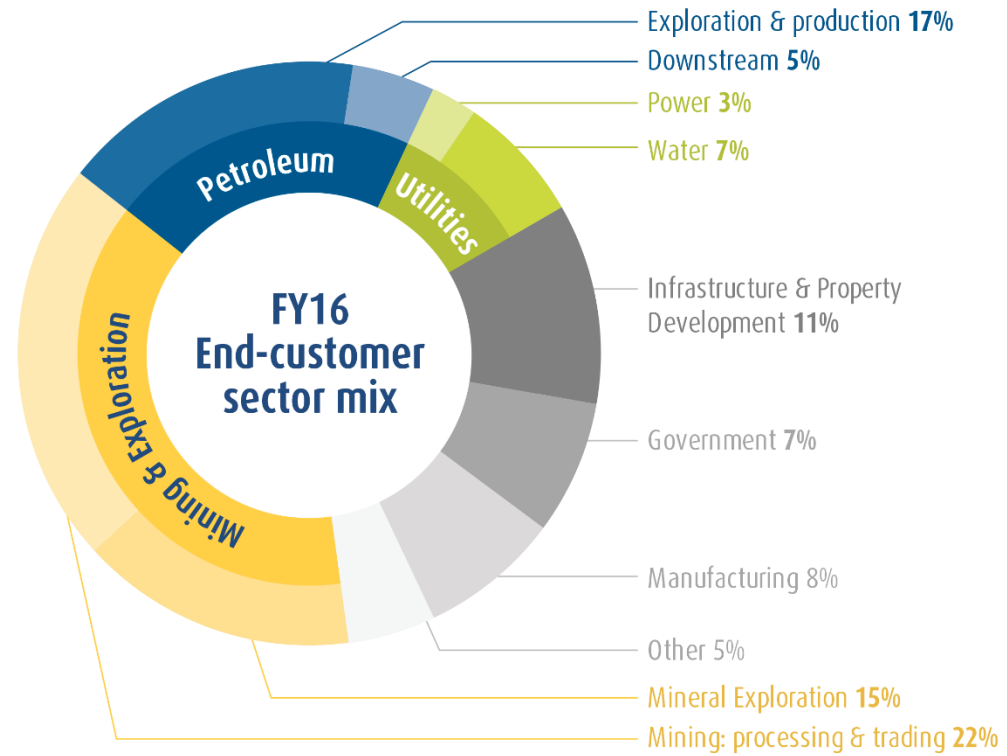 Exploration & production 17%
Downstream 5%
Power 3%
Water 7%
Petroleum
Utilities
Infrastructure & Property
Development 11%
FY16
End-customer
sector mix
Mining & Exploration
Government 7%
Manufacturing 8%
Other 5%
Mineral Exploration 15%
Mining: processing & trading 22%